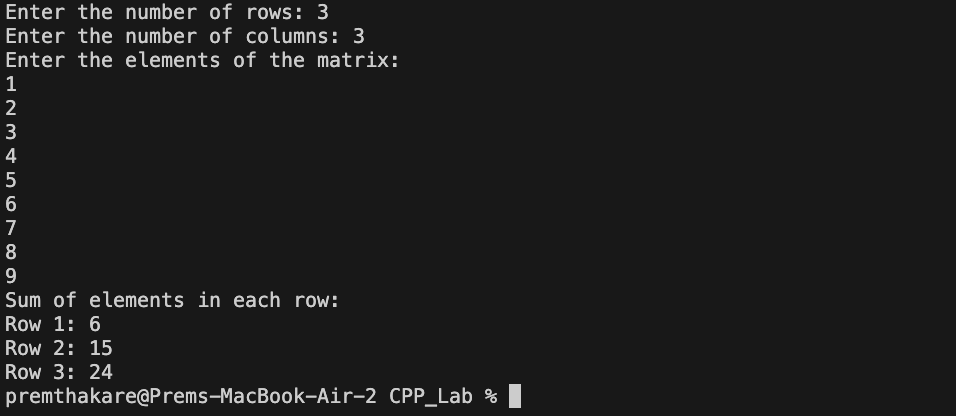 Enter the number of rows: 3
Enter the number of columns: 3
Enter the elements of the matrix:
1
2
3
4
5
6
7
8
9
Sum of elements in each row:
Row 1: 6
Row 2: 15
Row 3: 24
premthakare@Prems-MacBook-Air-2 CPP_Lab %